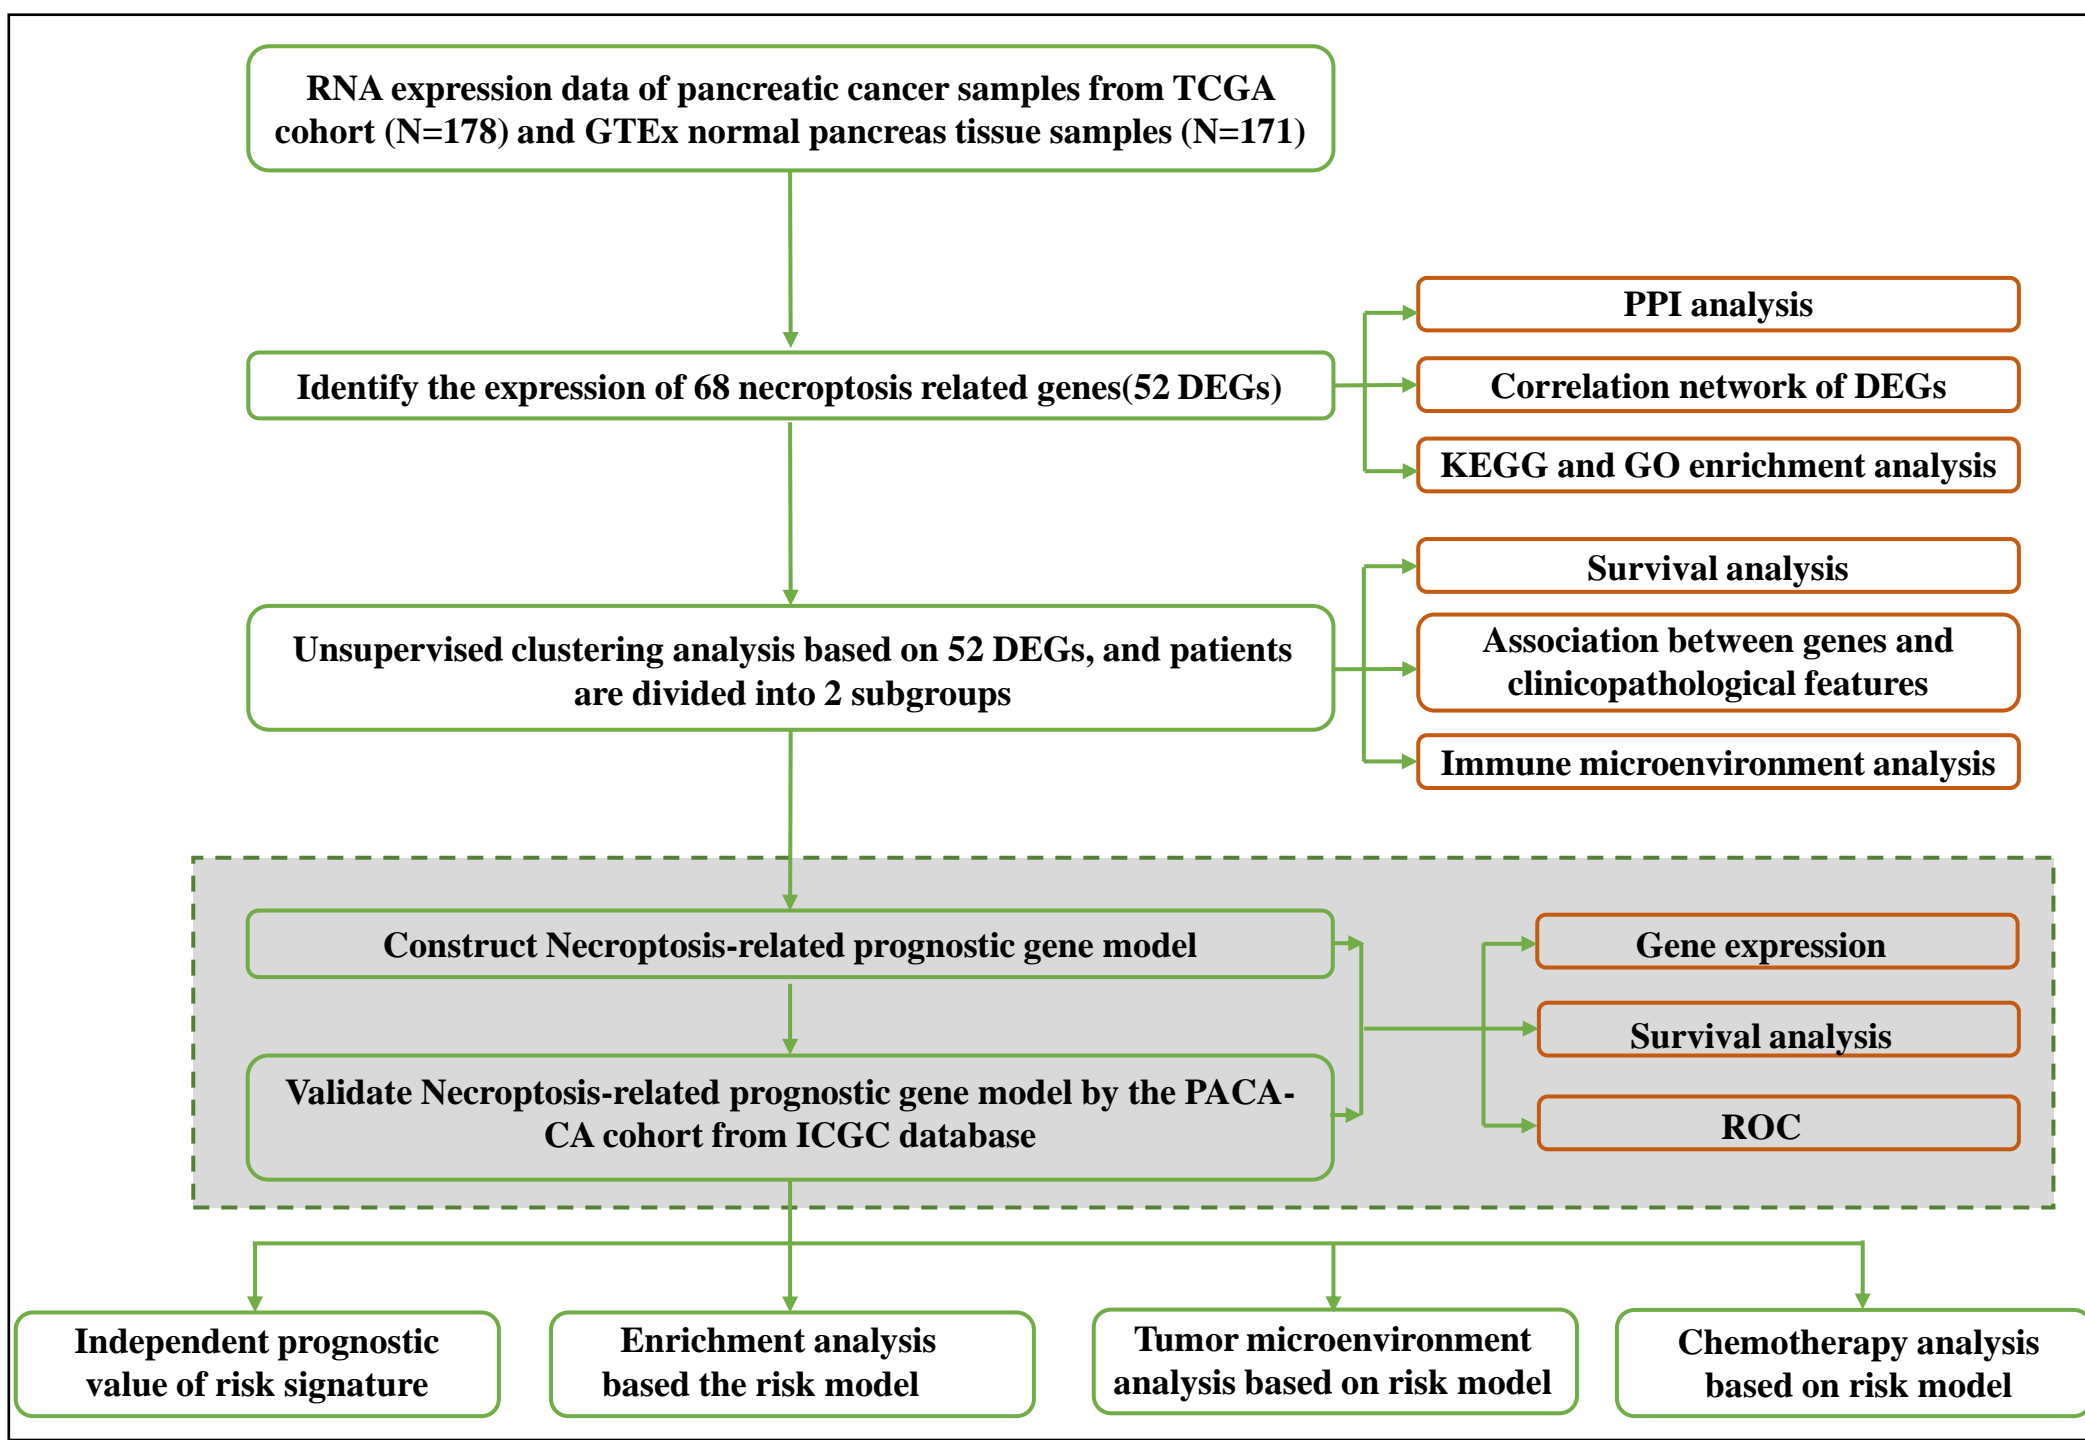 RNA expression data of pancreatic cancer samples from TCGA
cohort (N=178) and GTEx normal pancreas tissue samples (N=171)
PPI analysis
Identify the expression of 68 necroptosis related genes(52 DEGs)
Correlation network of DEGs
KEGG and GO enrichment analysis
Survival analysis
Unsupervised clustering analysis based on 52 DEGs, and patients
are divided into 2 subgroups
Association between genes and
clinicopathological features
Immune microenvironment analysis
Construct Necroptosis-related prognostic gene model
Gene expression
Survival analysis
Validate Necroptosis-related prognostic gene model by the PACA-
CA cohort from ICGC database
ROC
Independent prognostic
value of risk signature
Enrichment analysis
based the risk model
Tumor microenvironment
analysis based on risk model
Chemotherapy analysis
based on risk model